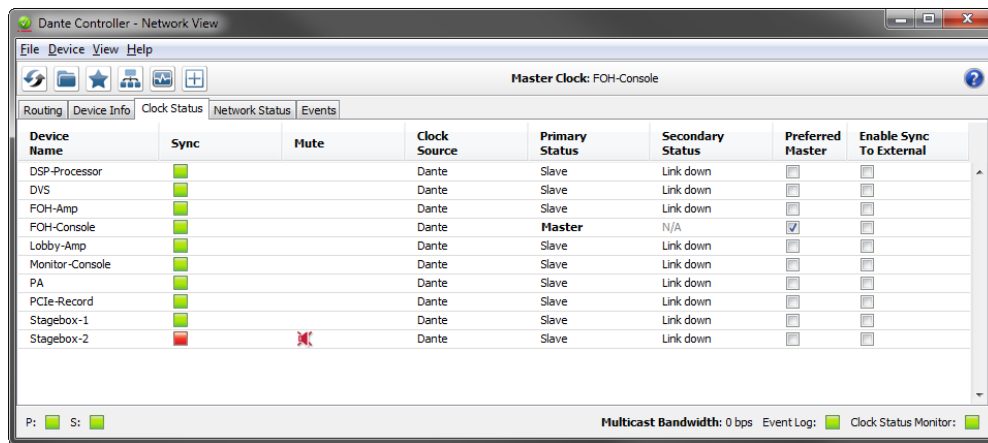 Dante Controller - Network View
File Device View Help
Master Clock: FOH-Console
Routing Device Info Clock Status Network Status Events
Device Name Sync Mute Clock Source Primary Status Secondary Status Preferred Master Enable Sync To External
DSP-Processor Dante Slave Link down
DVS Dante Slave Link down
FOH-Amp Dante Slave Link down
FOH-Console Dante Master N/A
Lobby-Amp Dante Slave Link down
Monitor-Console Dante Slave Link down
PA Dante Slave Link down
PCIe-Record Dante Slave Link down
Stagebox-1 Dante Slave Link down
Stagebox-2 Dante Slave Link down
P: S: Multicast Bandwidth: 0 bps Event Log: Clock Status Monitor: